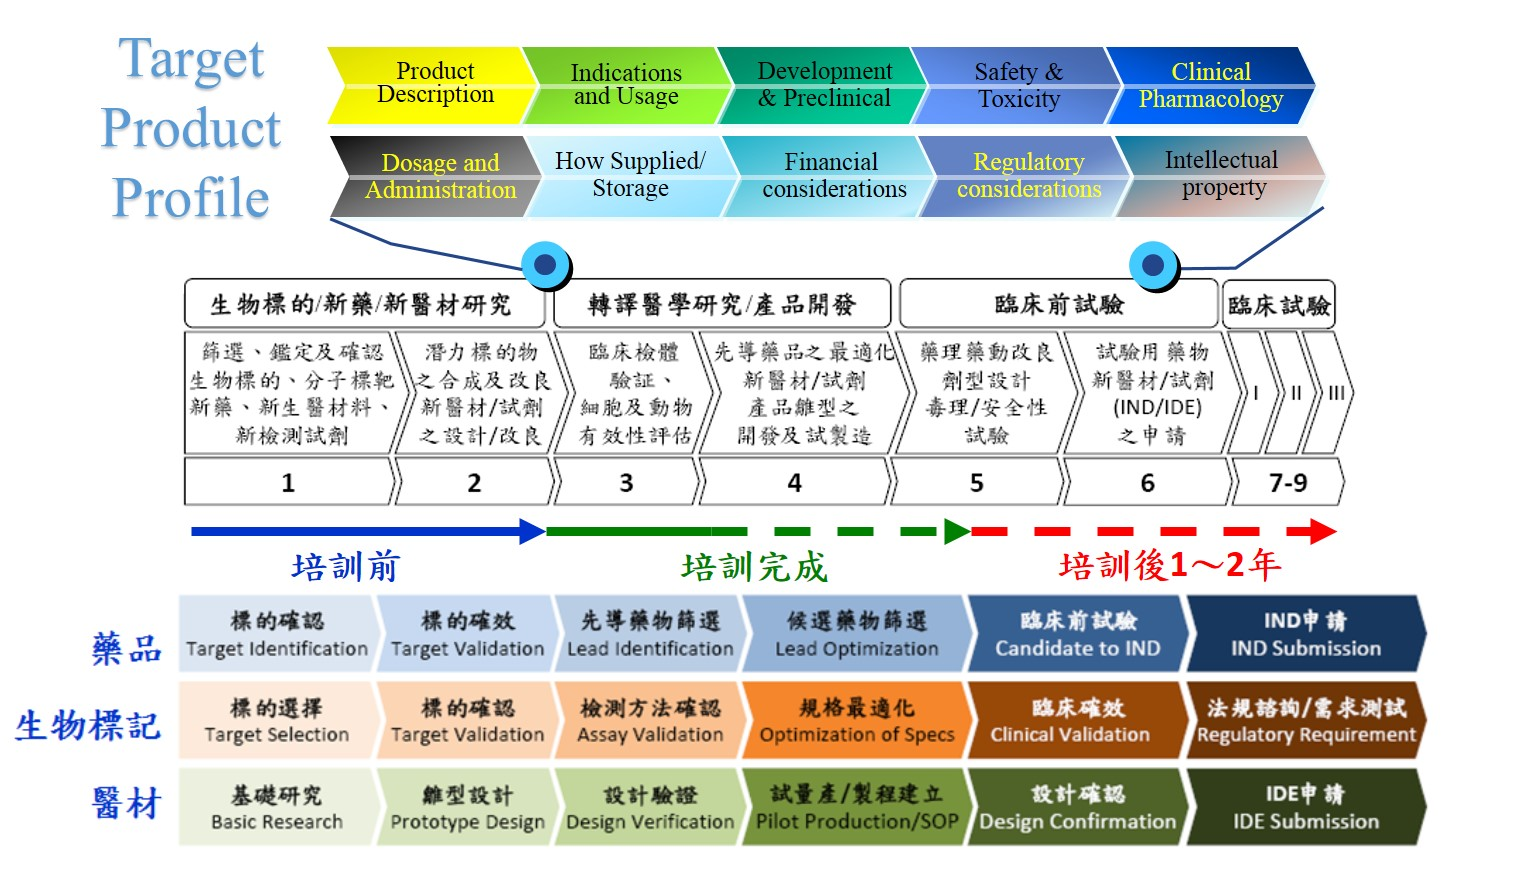 Target
Product
Profile
Product
Description
Indications
and Usage
Development
& Preclinical
Safety &
Toxicity
Clinical
Pharmacology
Dosage and
Administration
How Supplied/
Storage
Financial
considerations
Regulatory
considerations
Intellectual
property
生物標的/新藥/新醫材研究
轉譯醫學研究/產品開發
臨床前試驗
臨床試驗
篩選、鑑定及確認
生物標的、分子標靶
新藥、新生醫材料、
新檢測試劑
潛力標的物
之合成及改良
新醫材/試劑
之設計/改良
臨床檢體
驗証、
細胞及動物
有效性評估
先導藥品之最適化
新醫材/試劑
產品雛型之
開發及試製造
藥理藥動改良
劑型設計
毒理/安全性
試驗
試驗用藥物
新醫材/試劑
(IND/IDE)
之申請
I
II
III
1
2
3
4
5
6
7-9
培訓前
培訓完成
培訓後1～2年
藥品
標的確認
Target Identification
標的確效
Target Validation
先導藥物篩選
Lead Identification
候選藥物篩選
Lead Optimization
臨床前試驗
Candidate to IND
IND申請
IND Submission
生物標記
標的選擇
Target Selection
標的確認
Target Validation
檢測方法確認
Assay Validation
規格最適化
Optimization of Specs
臨床確效
Clinical Validation
法規諮詢/需求測試
Regulatory Requirement
醫材
基礎研究
Basic Research
雛型設計
Prototype Design
設計驗證
Design Verification
試量產/製程建立
Pilot Production/SOP
設計確認
Design Confirmation
IDE申請
IDE Submission